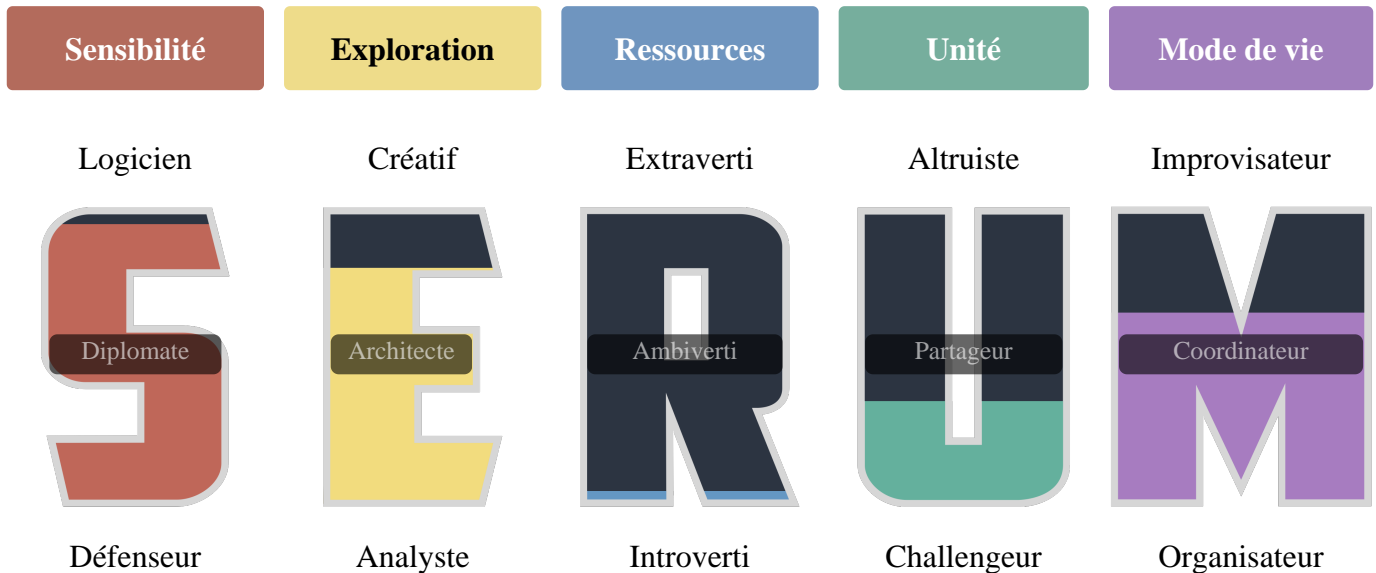 Sensibilité Exploration Ressources Unité Mode de vie
Logicien Créatif Extraverti Altruiste Improvisateur
S E R U M
Diplomate Architecte Ambiverti Partageur Coordinateur
Défenseur Analyste Introverti Challengeur Organisateur